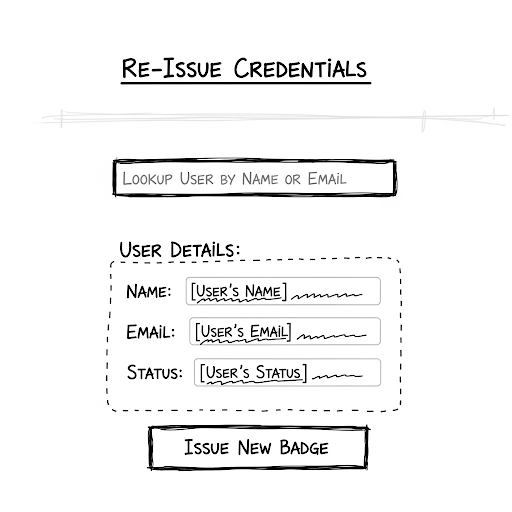 Re-Issue Credentials
Lookup User by Name or Email
User Details:
Name: [User's Name]
Email: [User's Email]
Status: [User's Status]
Issue New Badge